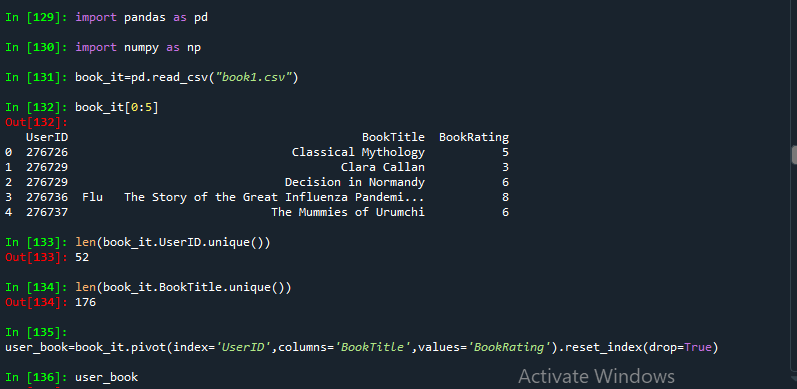 In [129]: import pandas as pd
In [130]: import numpy as np
In [131]: book_it=pd.read_csv("book1.csv")
In [132]: book_it[0:5]
Out[132]:
   UserID                                         BookTitle  BookRating
0  276726                               Classical Mythology           5
1  276729                                      Clara Callan           3
2  276729                              Decision in Normandy           6
3  276736  Flu   The Story of the Great Influenza Pandemi...           8
4  276737                            The Mummies of Urumchi           6
In [133]: len(book_it.UserID.unique())
Out[133]: 52
In [134]: len(book_it.BookTitle.unique())
Out[134]: 176
In [135]:
user_book=book_it.pivot(index='UserID',columns='BookTitle',values='BookRating').reset_index(drop=True)
In [136]: user_book
Activate Windows